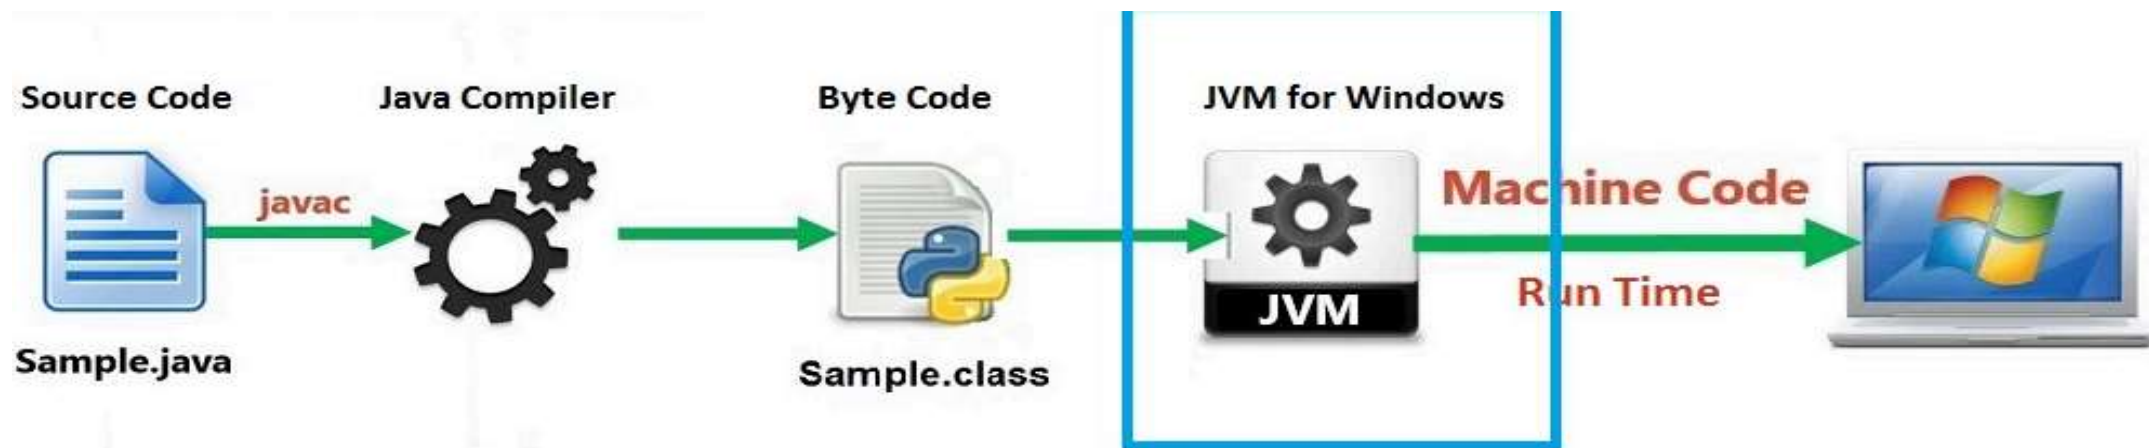 Source Code
Java Compiler
Byte Code
JVM for Windows
javac
Machine Code
Run Time
JVM
Sample.java
Sample.class